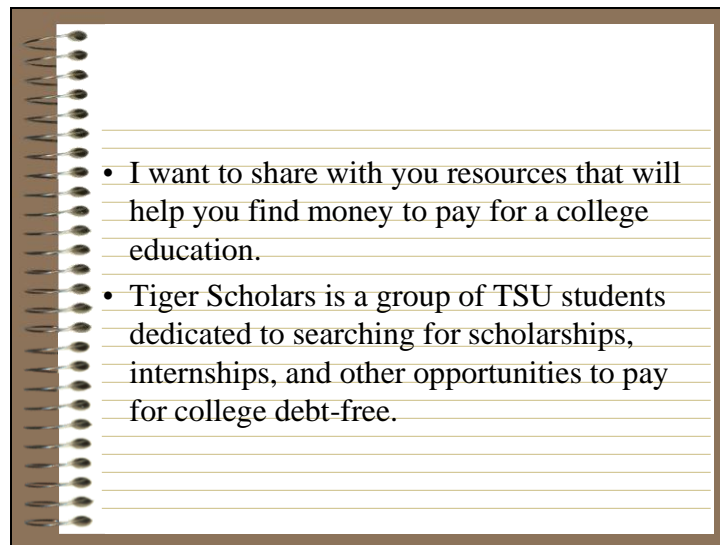 • I want to share with you resources that will
help you find money to pay for a college
education.
• Tiger Scholars is a group of TSU students
dedicated to searching for scholarships,
internships, and other opportunities to pay
for college debt-free.